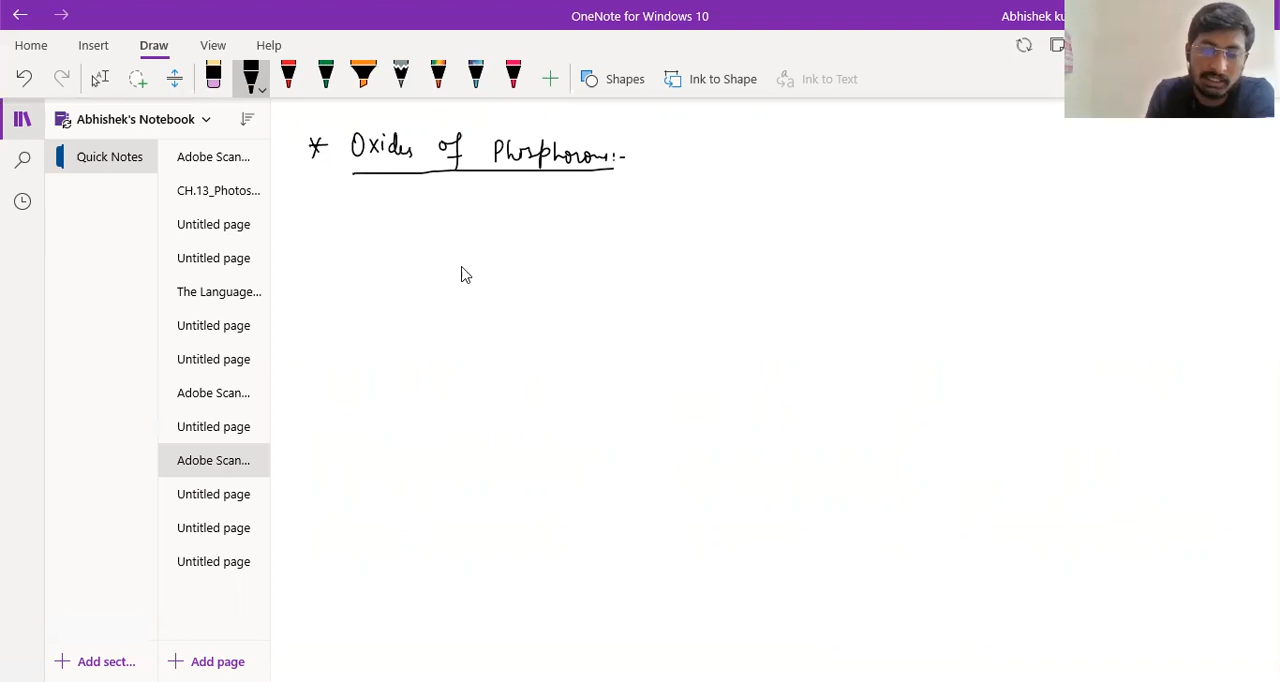 OneNote for Windows 10
Abhishek ku
Home Insert Draw View Help
Shapes Ink to Shape Ink to Text
Abhishek's Notebook
Quick Notes
Adobe Scan...
CH.13_Photos...
Untitled page
Untitled page
The Language...
Untitled page
Untitled page
Adobe Scan...
Untitled page
Adobe Scan...
Untitled page
Untitled page
Untitled page
+ Add sect...
+ Add page
* Oxides of Phosphorous:-